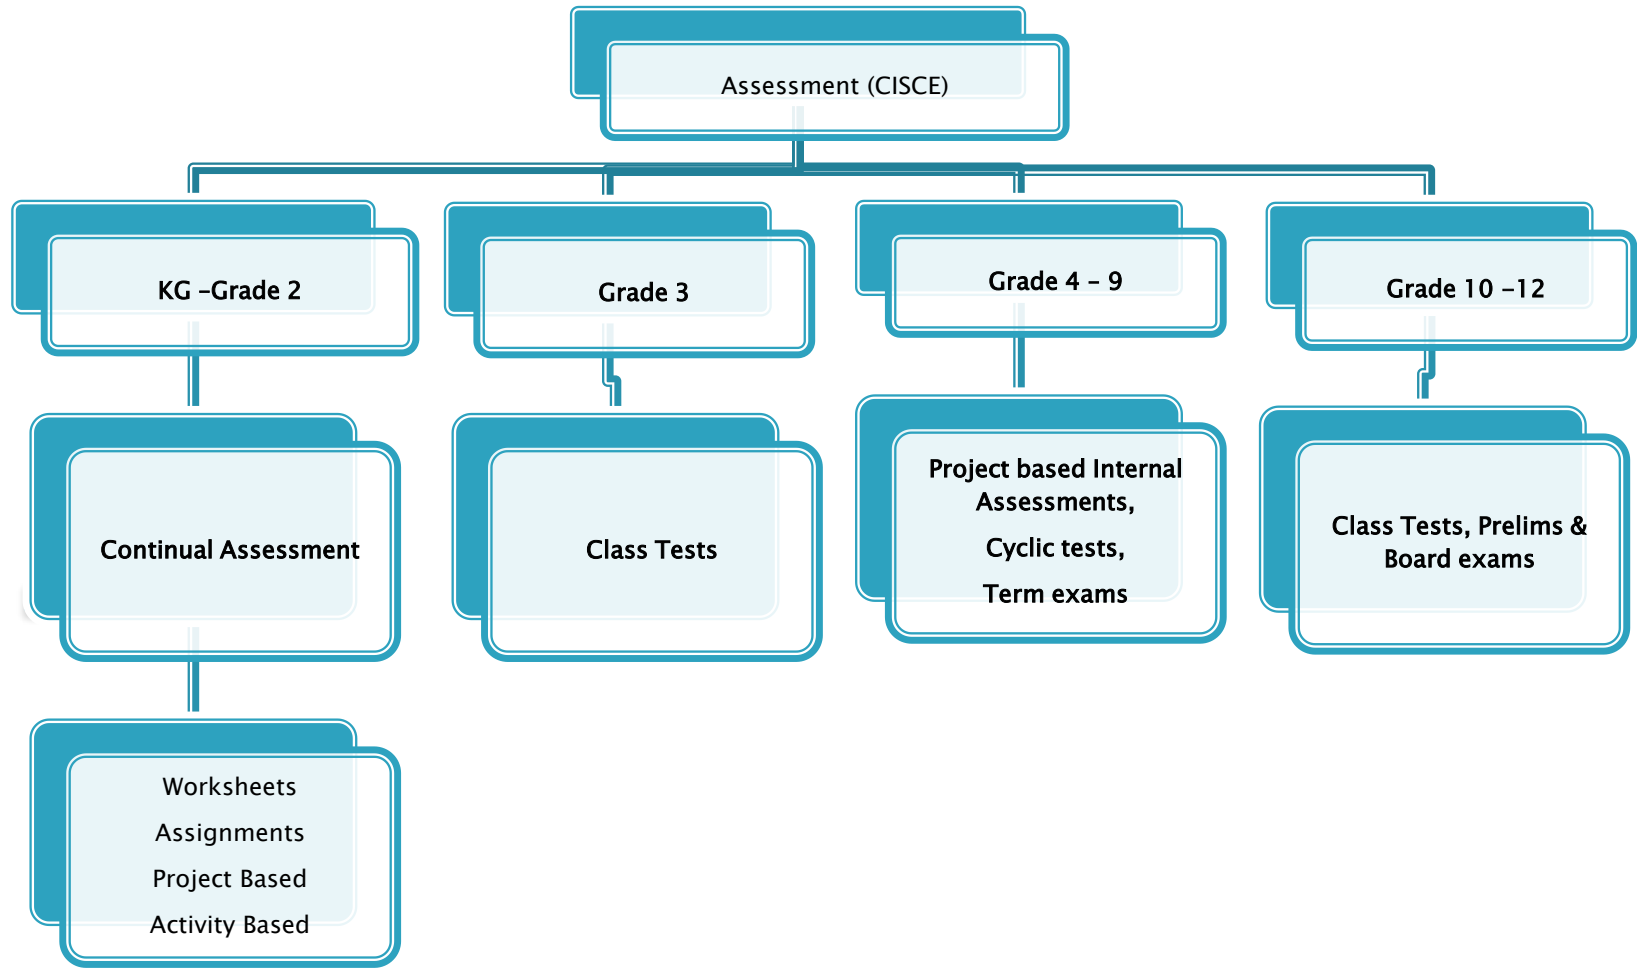 Assessment (CISCE)
KG –Grade 2
Grade 3
Grade 4 – 9
Grade 10 –12
Continual Assessment
Class Tests
Project based Internal
Assessments,
Cyclic tests,
Term exams
Class Tests, Prelims &
Board exams
Worksheets
Assignments
Project Based
Activity Based